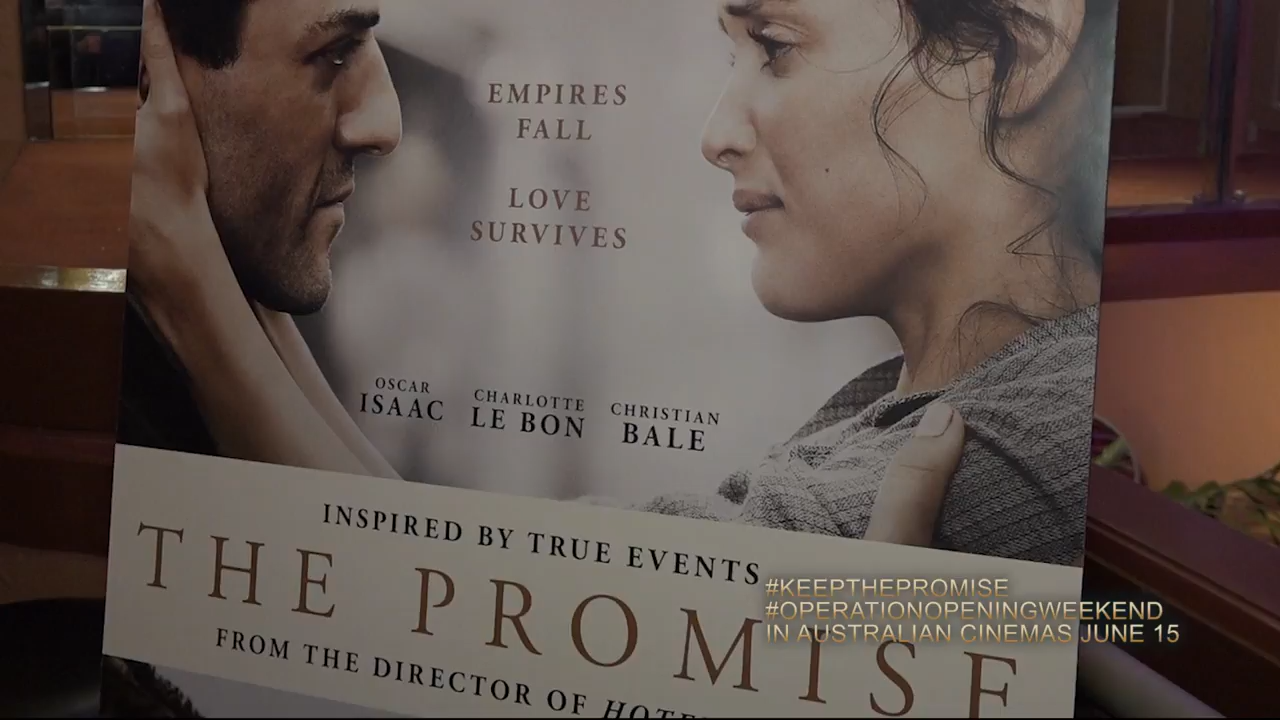 EMPIRES
FALL
LOVE
SURVIVES
OSCAR
ISAAC
CHARLOTTE
LE BON
CHRISTIAN
BALE
INSPIRED BY TRUE EVENTS
THE PROMISE
FROM THE DIRECTOR OF
#KEEPTHEPROMISE
#OPERATIONOPENINGWEEKEND
IN AUSTRALIAN CINEMAS JUNE 15